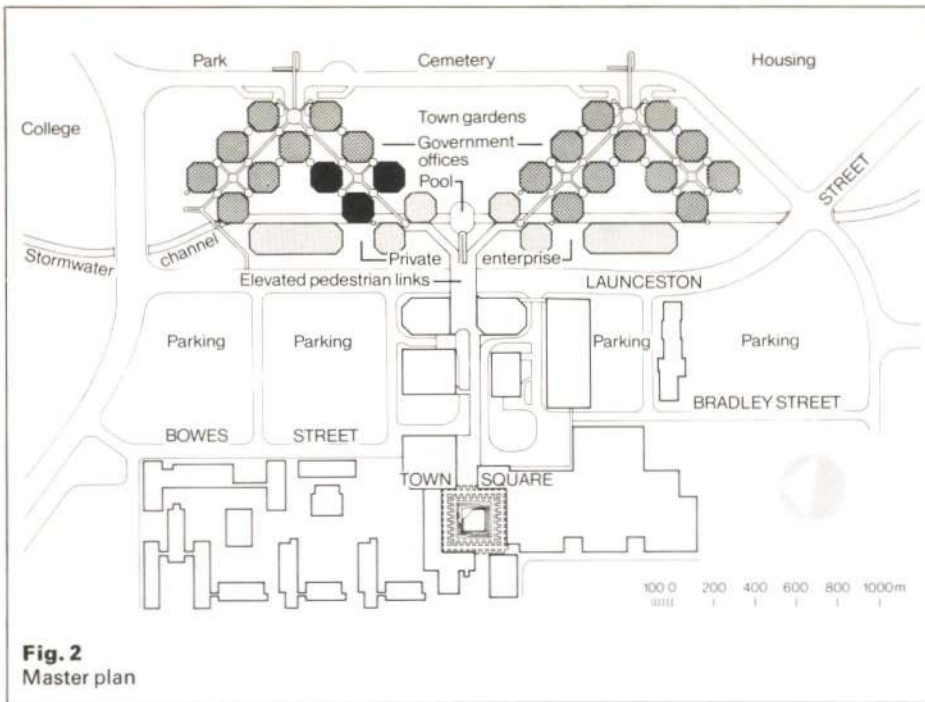 Park
Cemetery
Housing
College
Town gardens
Government
offices
Pool
STREET
Stormwater
channel
Private
enterprise
Elevated pedestrian links
LAUNCESTON
Parking
Parking
Parking
Parking
BRADLEY STREET
BOWES
STREET
TOWN
SQUARE
100 0 200 400 600 800 1000m
Fig. 2
Master plan